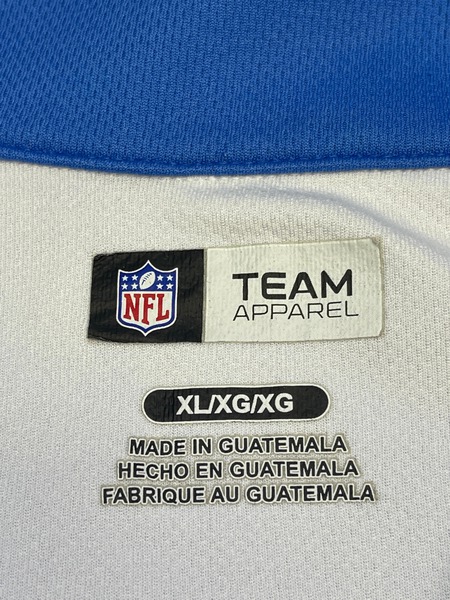 NFL
TEAM
APPAREL
XL/XG/XG
MADE IN GUATEMALA
HECHO EN GUATEMALA
FABRIQUE AU GUATEMALA